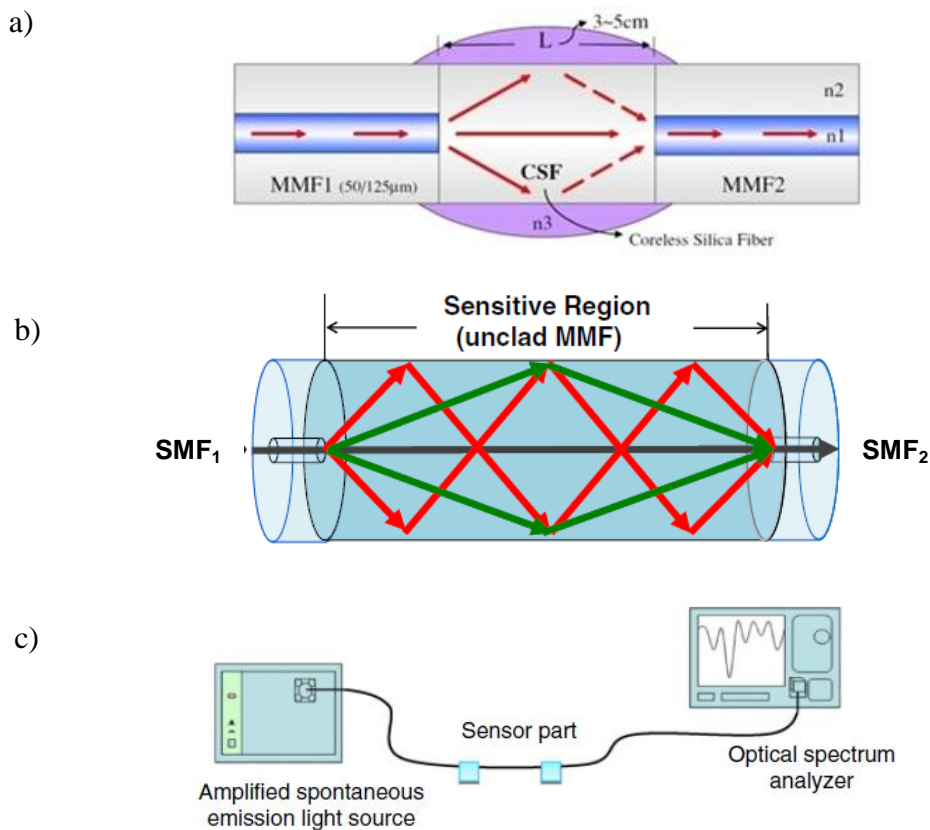 a)
3~5cm
L
n2
n1
CSF
MMF1 (50/125µm)
MMF2
n3
Coreless Silica Fiber
b)
Sensitive Region
(unclad MMF)
SMF₁
SMF₂
c)
Sensor part
Optical spectrum
analyzer
Amplified spontaneous
emission light source